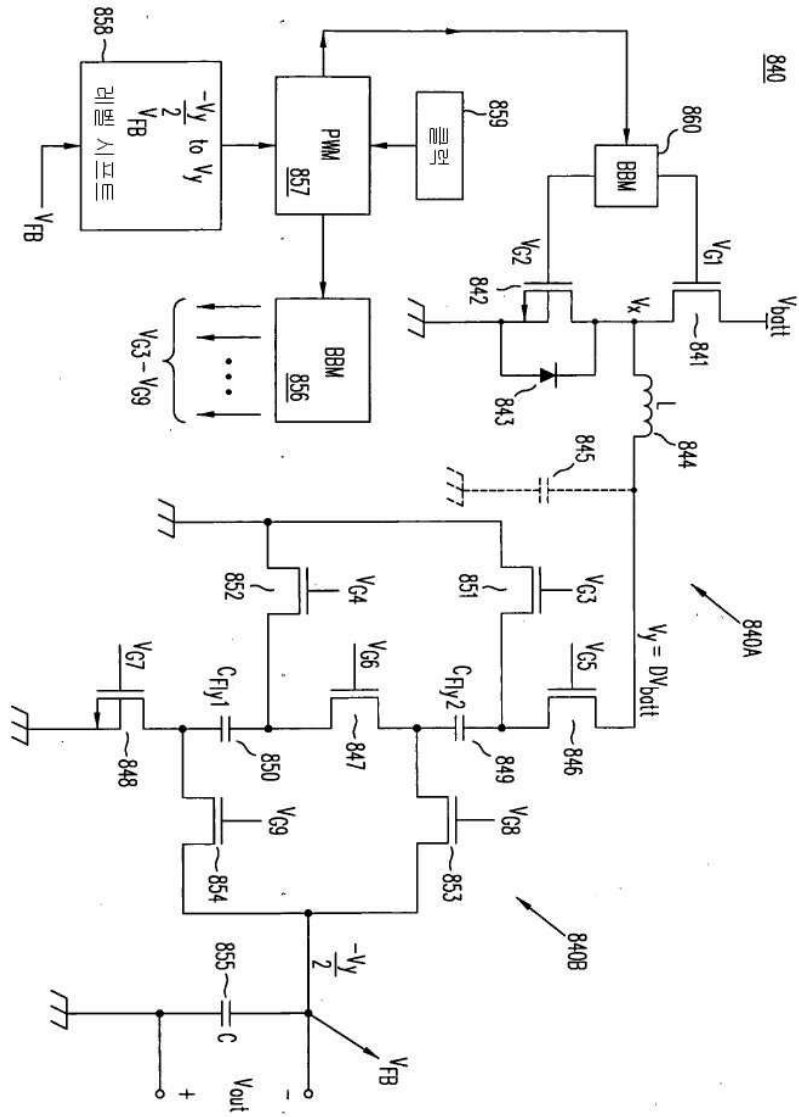 Vout
+
-
VFB
855
C
-Vy
2
840B
854
853
VG9
VG8
848
850
847
849
846
VG7
CFly1
VG6
CFly2
VG5
Vy = DVbatt
840A
852
851
VG4
VG3
845
844
L
843
841
Vbatt
Vx
842
VG2
VG1
BBM
860
840
VG3 - VG9
BBM
856
PWM
857
859
858
레벨 시프트
VFB
-Vy
2
to Vy
VFB